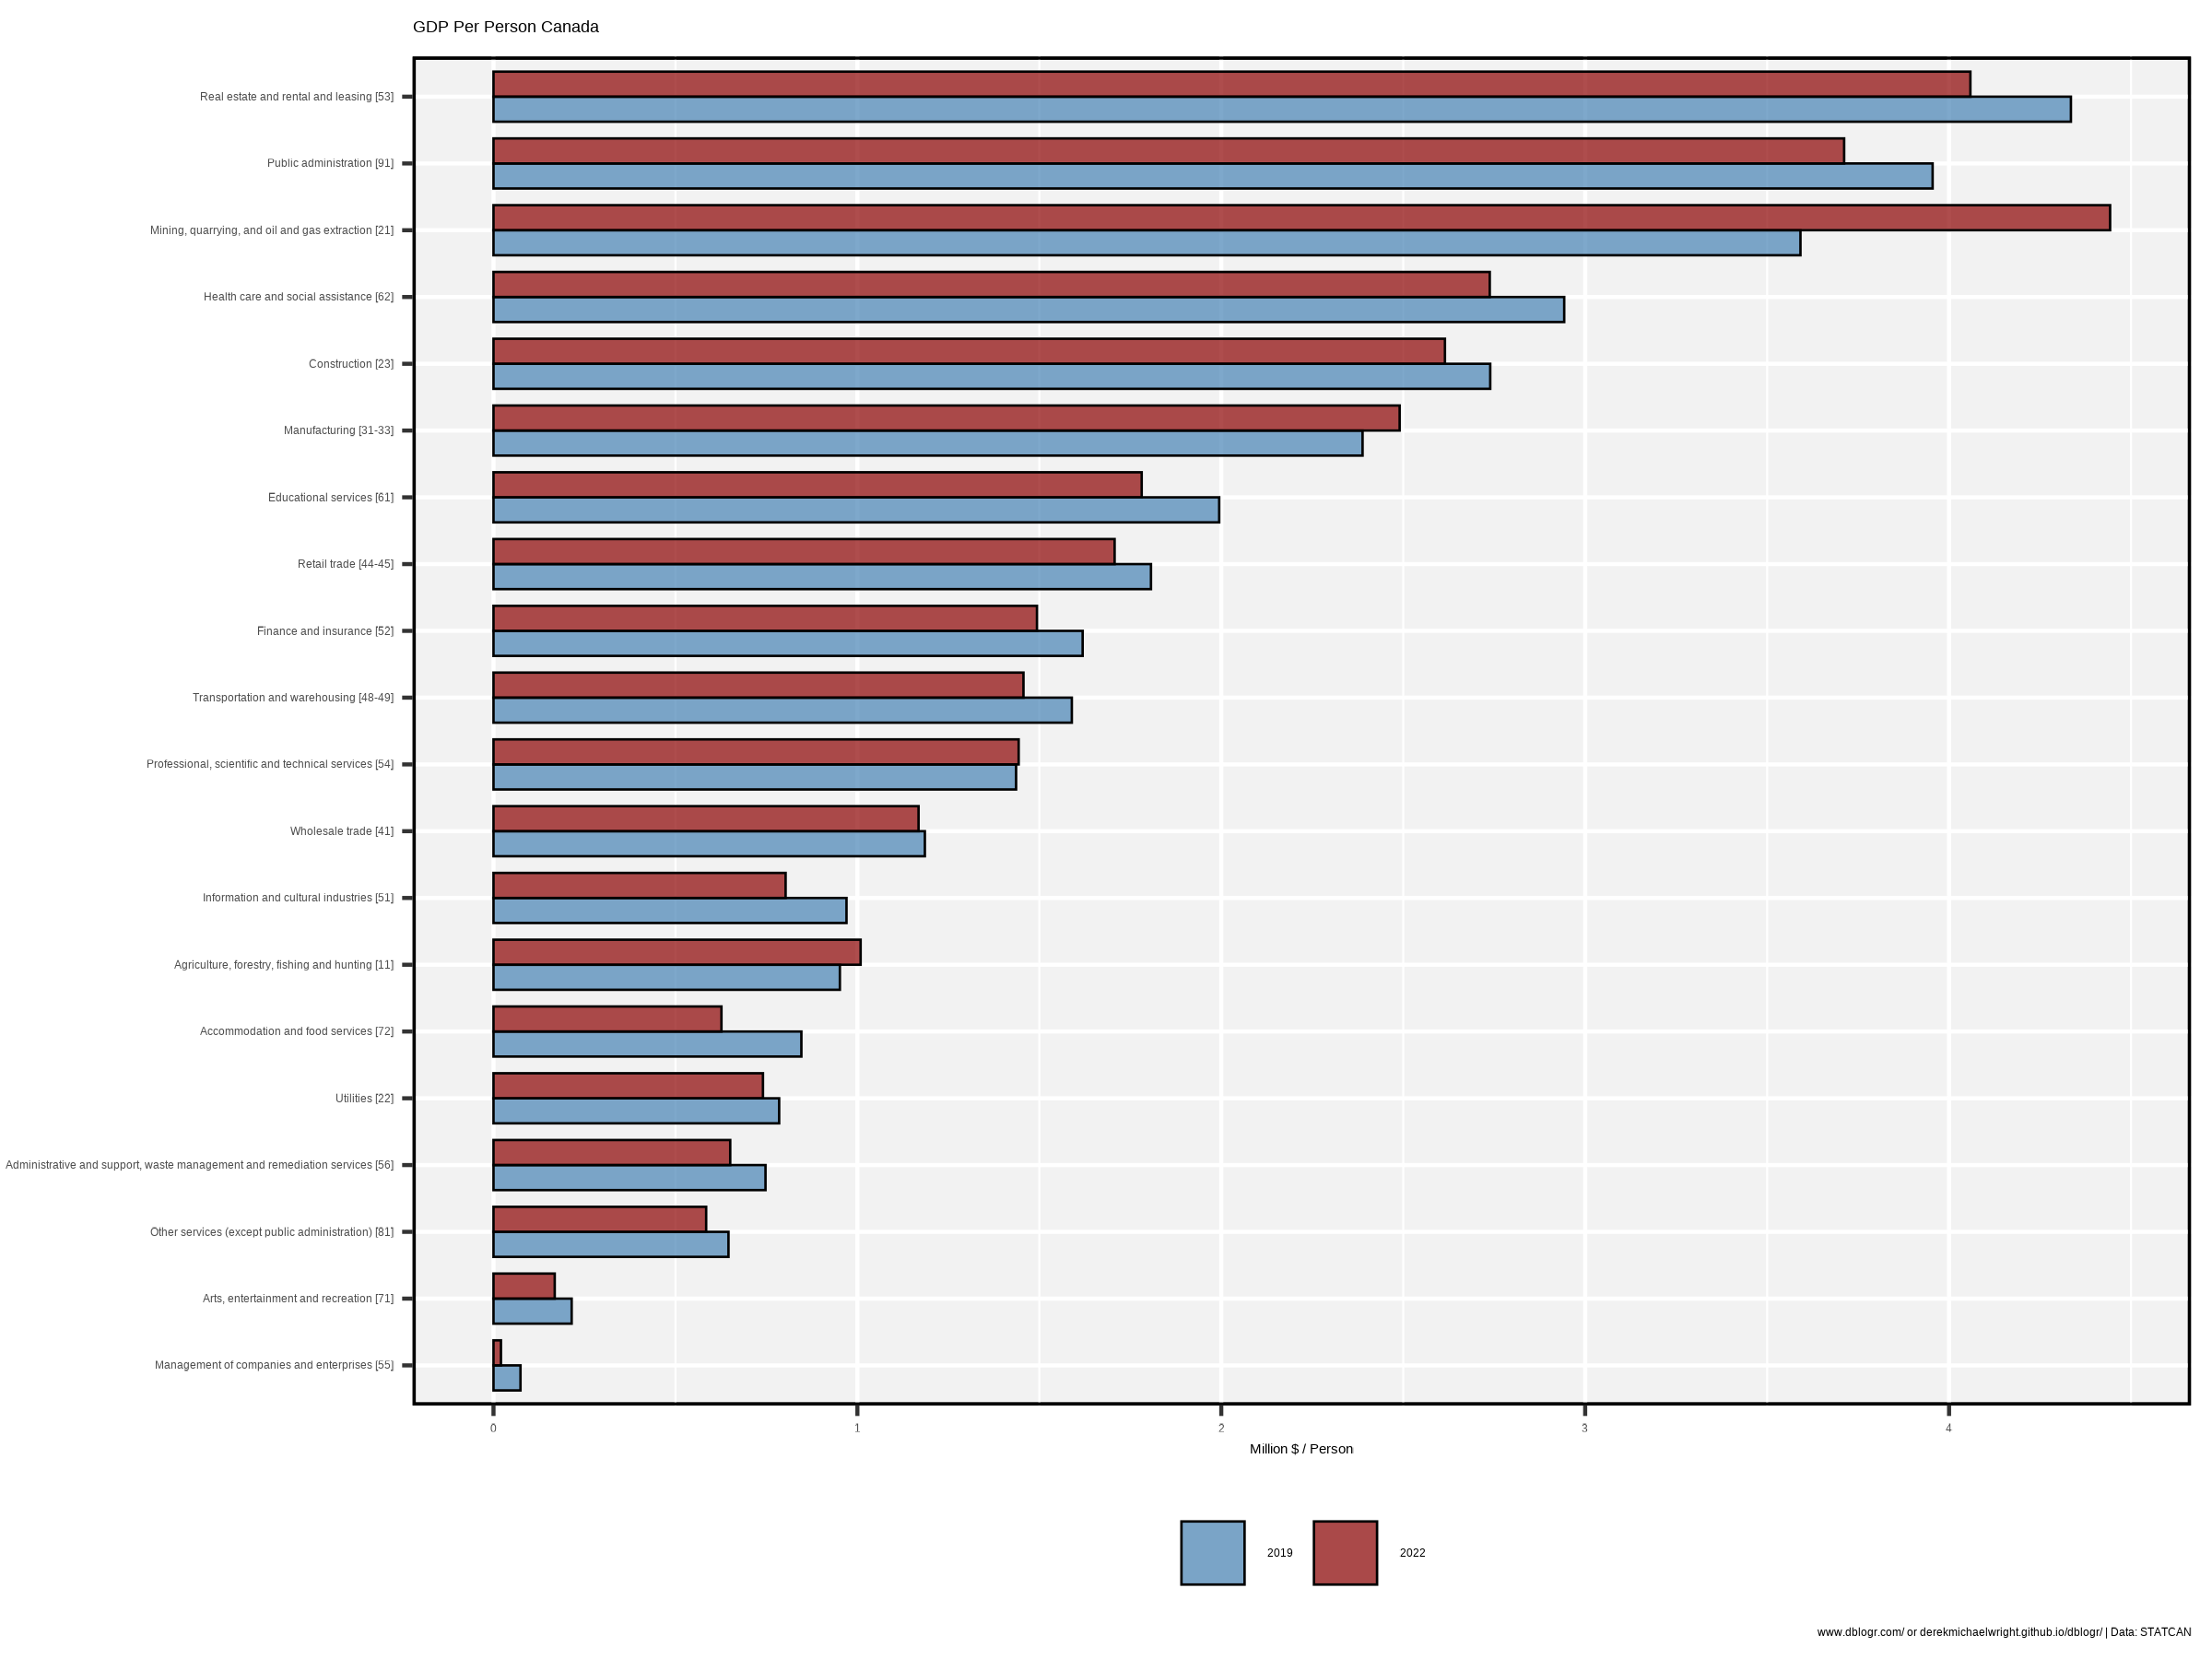 GDP Per Person Canada
Real estate and rental and leasing [53]
Public administration [91]
Mining, quarrying, and oil and gas extraction [21]
Health care and social assistance [62]
Construction [23]
Manufacturing [31-33]
Educational services [61]
Retail trade [44-45]
Finance and insurance [52]
Transportation and warehousing [48-49]
Professional, scientific and technical services [54]
Wholesale trade [41]
Information and cultural industries [51]
Agriculture, forestry, fishing and hunting [11]
Accommodation and food services [72]
Utilities [22]
Administrative and support, waste management and remediation services [56]
Other services (except public administration) [81]
Arts, entertainment and recreation [71]
Management of companies and enterprises [55]
0 1 2 3 4
Million $ / Person
2019 2022
www.dblogr.com/ or derekmichaelwright.github.io/dblogr/ | Data: STATCAN